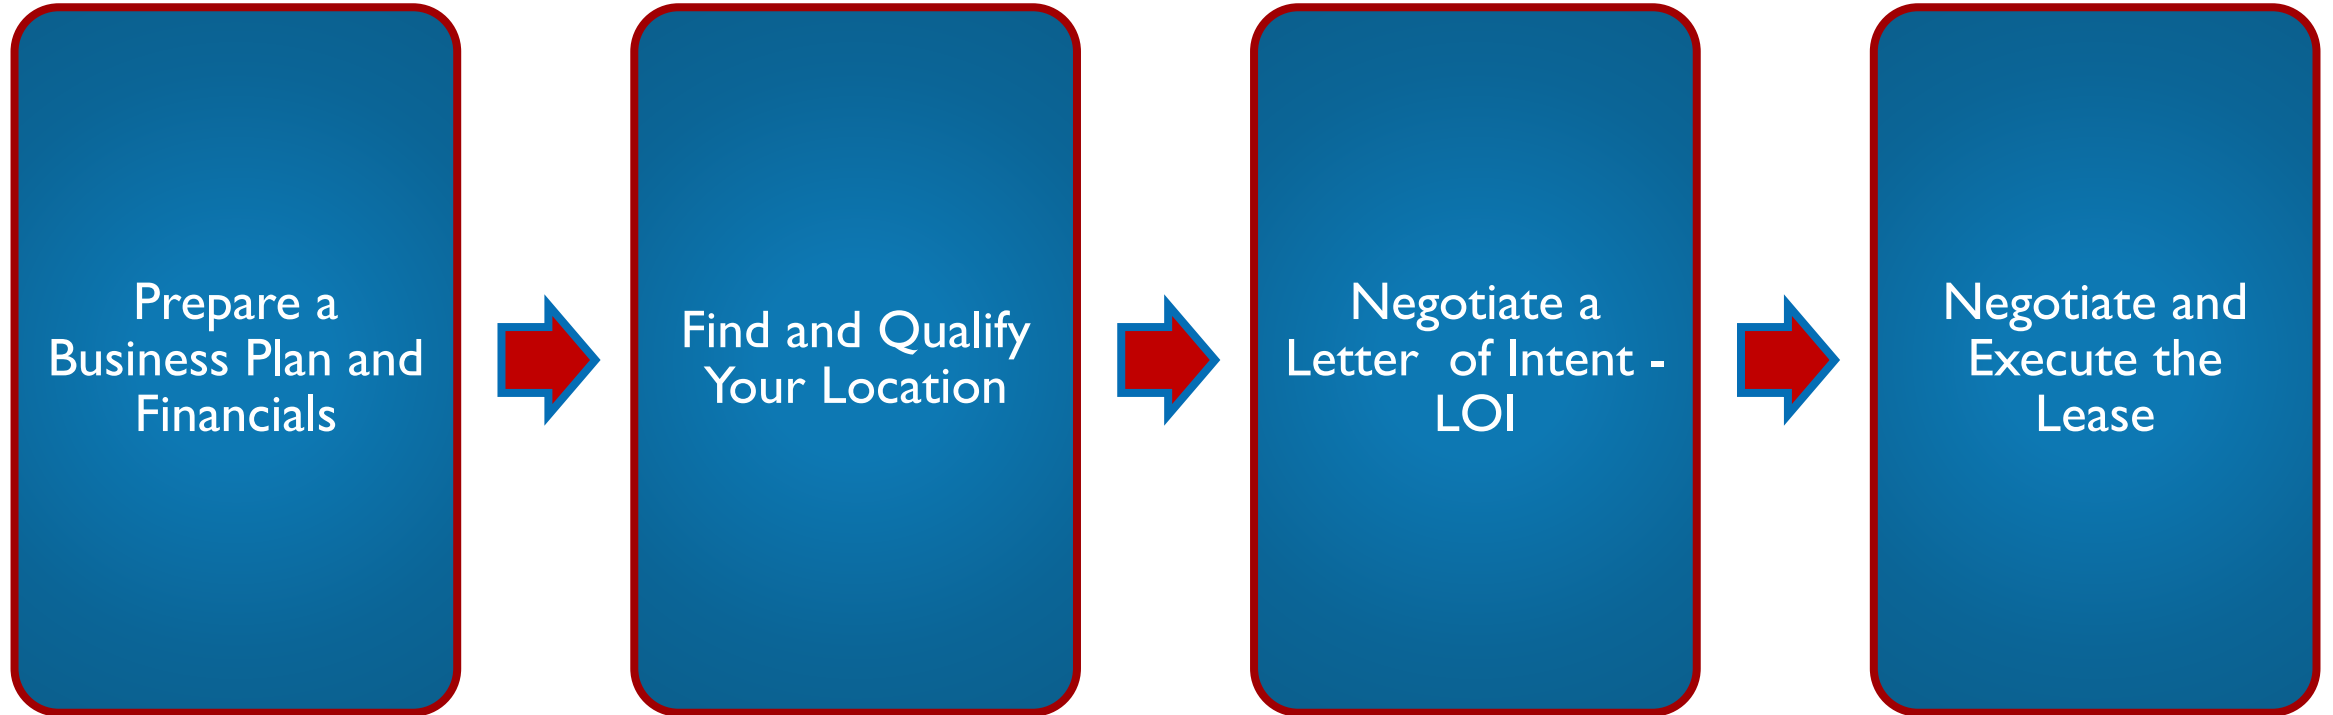 Prepare a
Business Plan and
Financials
Find and Qualify
Your Location
Negotiate a
Letter  of Intent -
LOI
Negotiate and
Execute the
Lease